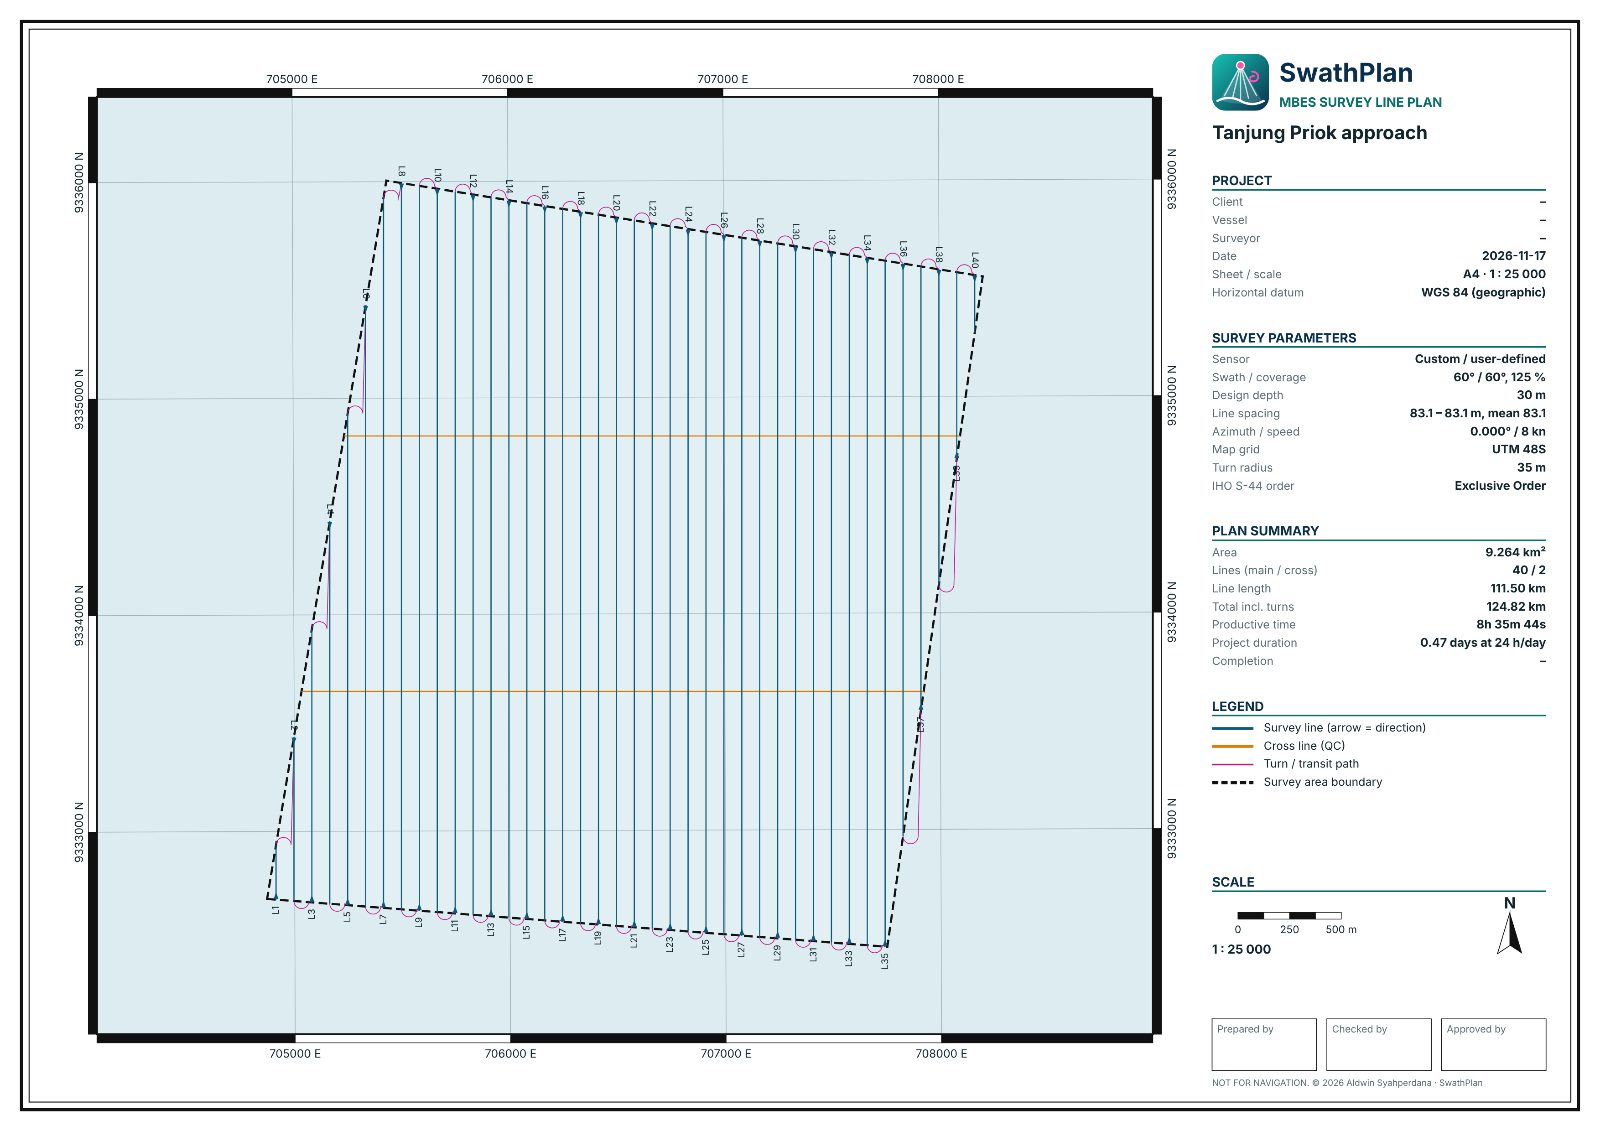 SwathPlan
MBES SURVEY LINE PLAN
Tanjung Priok approach
705000 E 706000 E 707000 E 708000 E
9336000 N 9336000 N
9335000 N 9335000 N
9334000 N 9334000 N
9333000 N 9333000 N
L8 L10 L12 L14 L16 L18 L20 L22 L24 L26 L28 L30 L32 L34 L36 L38 L40
L2
L1 L3 L5 L7 L9 L11 L13 L15 L17 L19 L21 L23 L25 L27 L29 L31 L33 L35
705000 E 706000 E 707000 E 708000 E
PROJECT
Client –
Vessel –
Surveyor –
Date 2026-11-17
Sheet / scale A4 · 1 : 25 000
Horizontal datum WGS 84 (geographic)
SURVEY PARAMETERS
Sensor Custom / user-defined
Swath / coverage 60° / 60°, 125 %
Design depth 30 m
Line spacing 83.1 – 83.1 m, mean 83.1
Azimuth / speed 0.000° / 8 kn
Map grid UTM 48S
Turn radius 35 m
IHO S-44 order Exclusive Order
PLAN SUMMARY
Area 9.264 km²
Lines (main / cross) 40 / 2
Line length 111.50 km
Total incl. turns 124.82 km
Productive time 8h 35m 44s
Project duration 0.47 days at 24 h/day
Completion –
LEGEND
Survey line (arrow = direction)
Cross line (QC)
Turn / transit path
Survey area boundary
SCALE
N
0 250 500 m
1 : 25 000
Prepared by Checked by Approved by
NOT FOR NAVIGATION. © 2026 Aldwin Syahperdana · SwathPlan